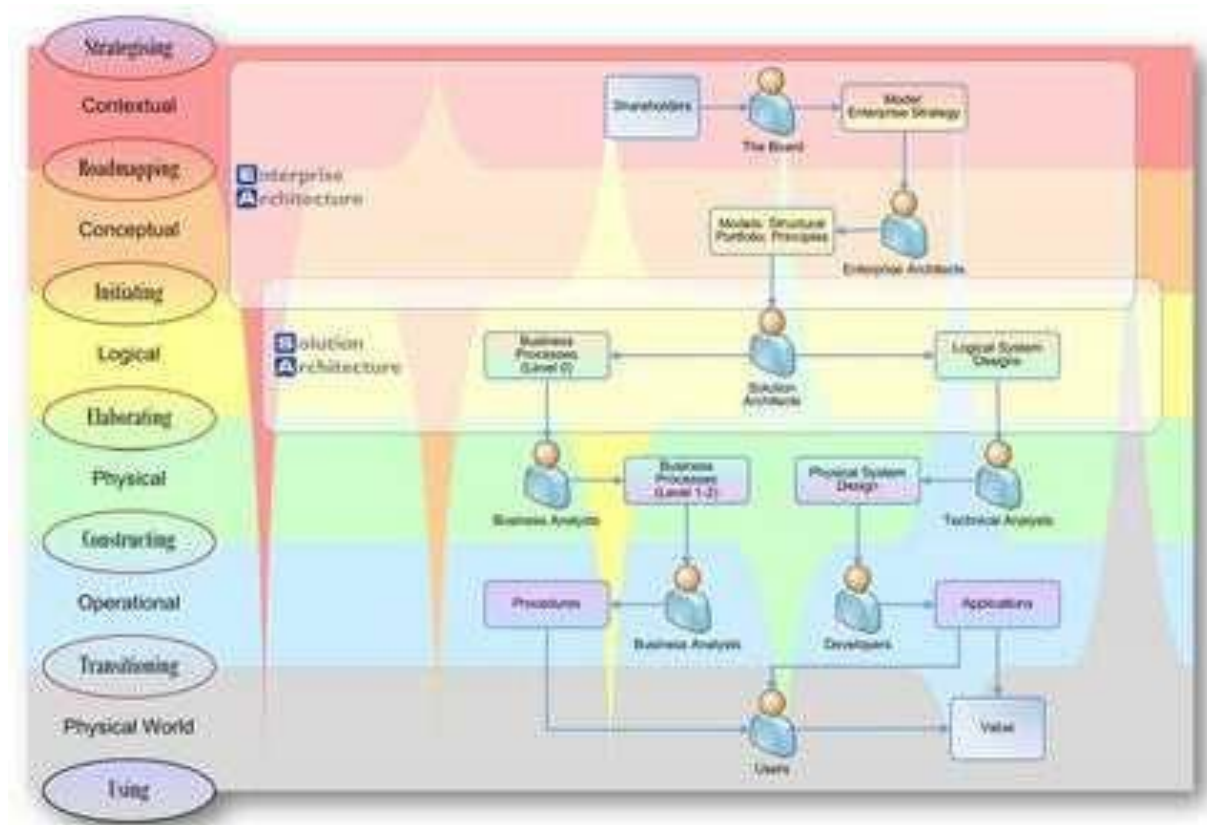 Strategising
Contextual
Roadmapping
Conceptual
Initiating
Logical
Elaborating
Physical
Constructing
Operational
Transitioning
Physical World
Using
Enterprise
Architecture
Solution
Architecture
Shareholders
The Board
Model:
Enterprise Strategy
Enterprise Architects
Models: Structural
Portfolio, Principles
Solution
Architects
Business
Processes
(Level 0)
Logical System
Designs
Business Analysts
Business
Processes
(Level 1-2)
Physical System
Design
Technical Analysts
Procedures
Business Analysts
Developers
Applications
Users
Value